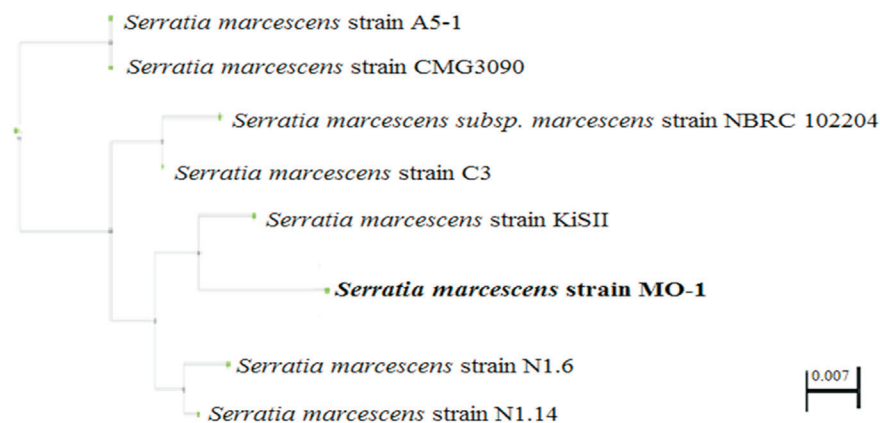 Serratia marcescens strain A5-1
Serratia marcescens strain CMG3090
Serratia marcescens subsp. marcescens strain NBRC 102204
Serratia marcescens strain C3
Serratia marcescens strain KiSII
Serratia marcescens strain MO-1
Serratia marcescens strain N1.6
0.007
Serratia marcescens strain N1.14